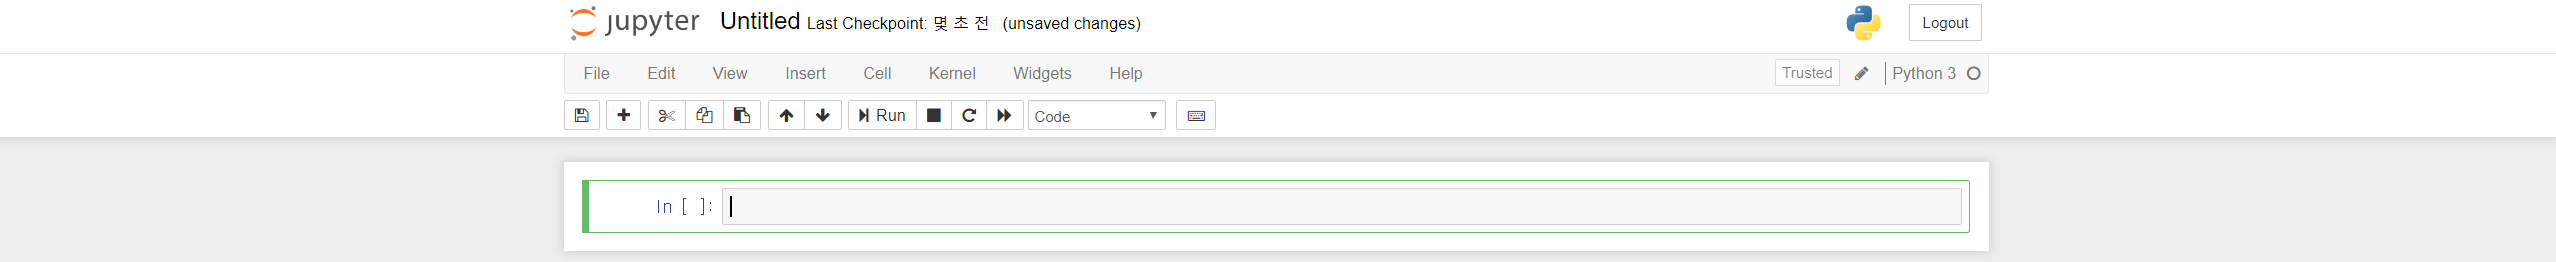 jupyter Untitled Last Checkpoint: 몇 초 전 (unsaved changes) Logout
File Edit View Insert Cell Kernel Widgets Help Trusted Python 3
Run Code
In [ ]: